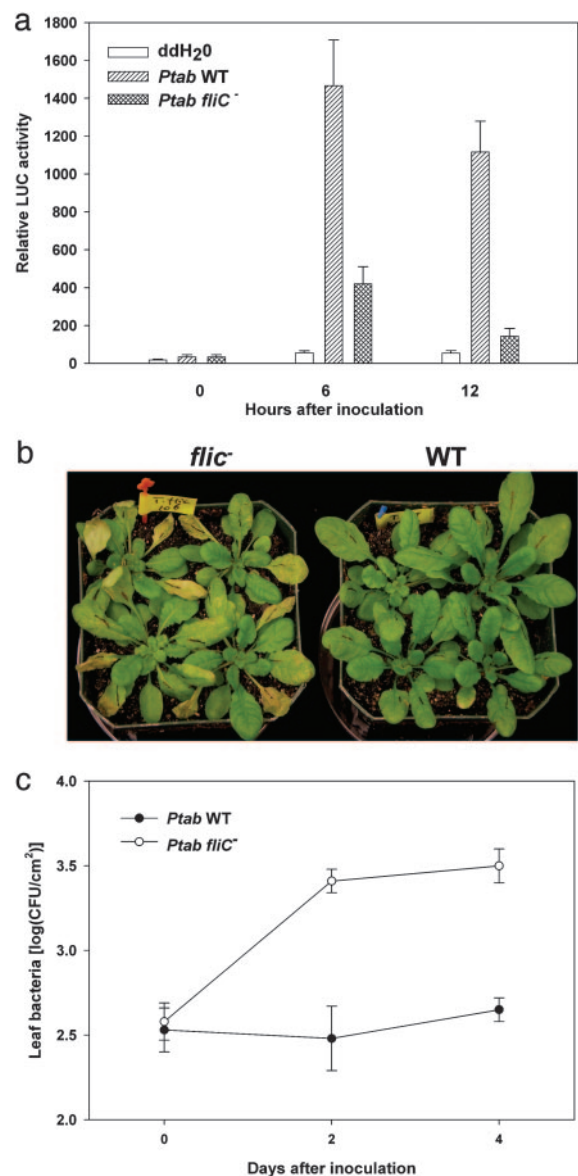 a
1800
1600
1400
1200
1000
800
600
400
200
0
Relative LUC activity
ddH20
Ptab WT
Ptab fliC -
0 6 12
Hours after inoculation
b
flic- WT
c
4.0
3.5
3.0
2.5
2.0
Leaf bacteria [log(CFU/cm2)]
Ptab WT
Ptab fliC-
0 2 4
Days after inoculation